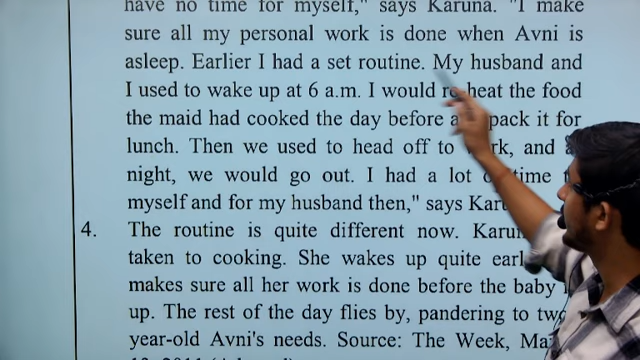 have no time for myself," says Karuna. "I make
sure all my personal work is done when Avni is
asleep. Earlier I had a set routine. My husband and
I used to wake up at 6 a.m. I would re-heat the food
the maid had cooked the day before pack it for
lunch. Then we used to head off to and
night, we would go out. I had a lot time
myself and for my husband then," says
4. The routine is quite different now.
taken to cooking. She wakes up quite
makes sure all her work is done before the baby
up. The rest of the day flies by, pandering to
year-old Avni's needs. Source: The Week,